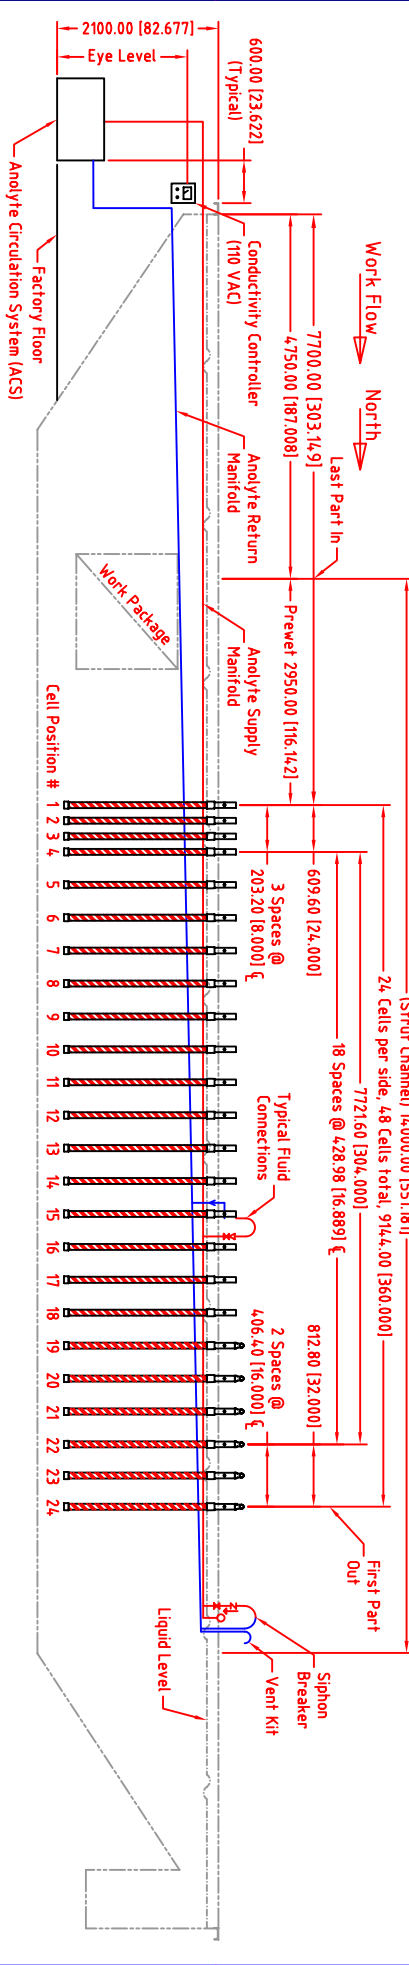 2100.00 [82.677]
Eye Level
600.00 [23.622]
(Typical)
Anolyte Circulation System (ACS)
Factory Floor
Conductivity Controller
(110 VAC)
Work Flow
North
7700.00 [303.149]
4750.00 [187.008]
Last Part In
Anolyte Return
Manifold
Anolyte Supply
Manifold
Prewet 2950.00 [116.142]
Work Package
Cell Position #
1
2
3
4
5
6
7
8
9
10
11
12
13
14
15
16
17
18
19
20
21
22
23
24
609.60 [24.000]
3 Spaces @
203.20 [8.000] ℄
(Strut Channel) 14000.00 [551.181]
24 Cells per side, 48 Cells total, 9144.00 [360.000]
7721.60 [304.000]
18 Spaces @ 428.98 [16.889] ℄
Typical Fluid
Connections
812.80 [32.000]
2 Spaces @
406.40 [16.000] ℄
First Part
Out
Siphon
Breaker
Vent Kit
Liquid Level